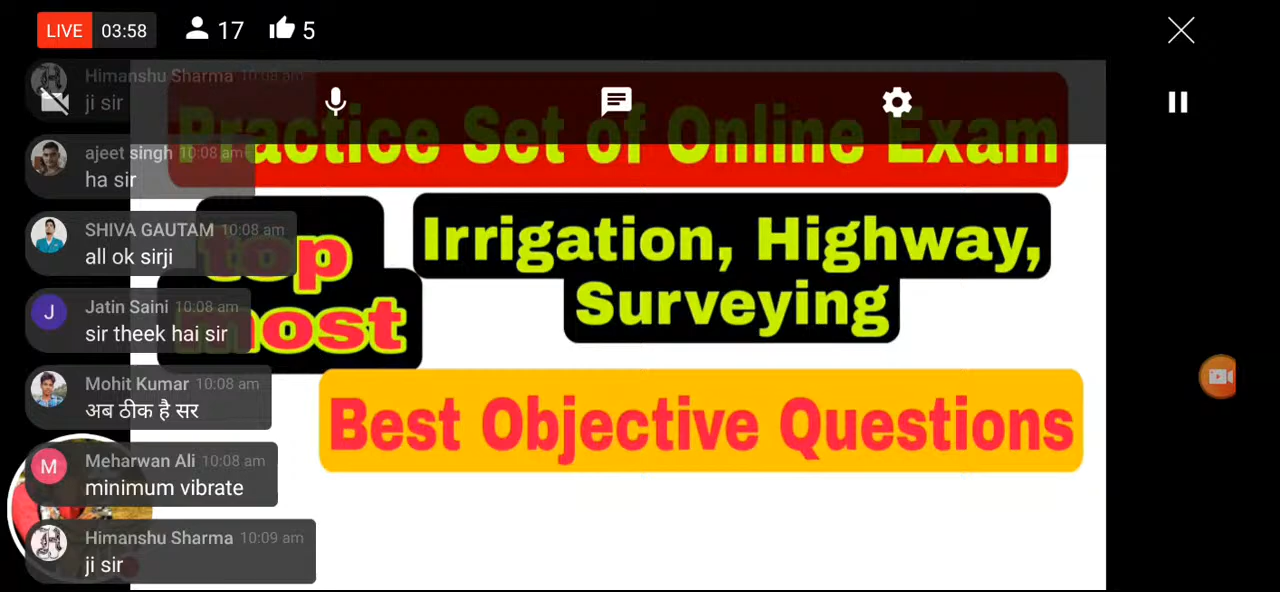 LIVE 03:58 17 5
Himanshu Sharma 10:08 am
ji sir
Practice Set of Online Exam
ajeet singh 10:08 am
ha sir
SHIVA GAUTAM 10:08 am
all ok sirji
top
most
Irrigation, Highway,
Surveying
J
Jatin Saini 10:08 am
sir theek hai sir
Mohit Kumar 10:08 am
अब ठीक है सर
Best Objective Questions
M
Meharwan Ali 10:08 am
minimum vibrate
Himanshu Sharma 10:09 am
ji sir